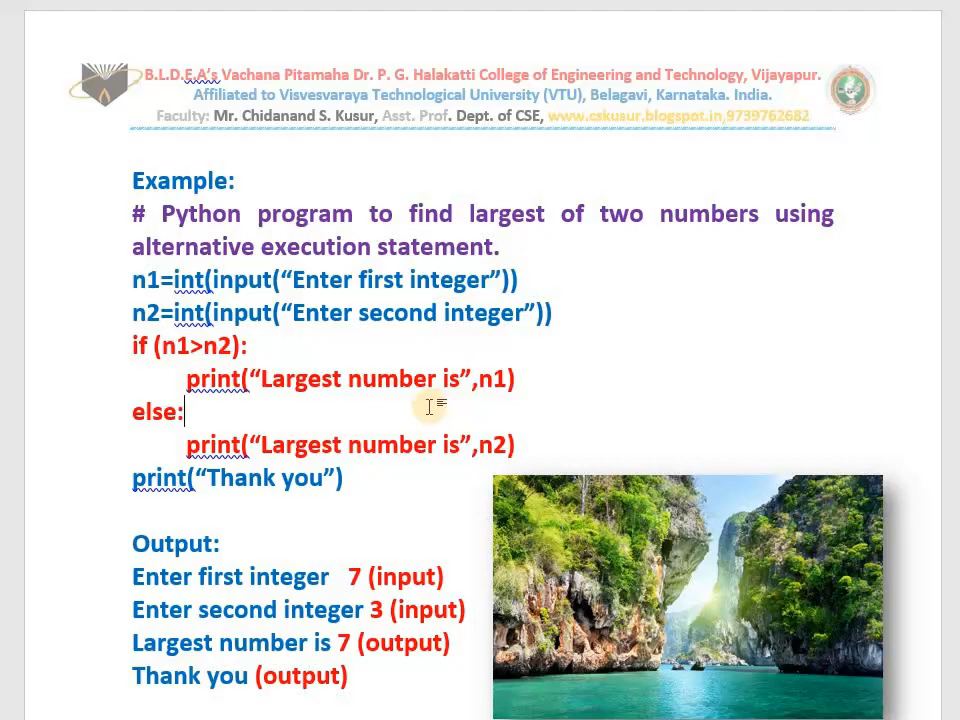 B.L.D.E.A's Vachana Pitamaha Dr. P. G. Halakatti College of Engineering and Technology, Vijayapur.
Affiliated to Visvesvaraya Technological University (VTU), Belagavi, Karnataka. India.
Faculty: Mr. Chidanand S. Kusur, Asst. Prof. Dept. of CSE, www.cskusur.blogspot.in,9739762682
Example:
# Python program to find largest of two numbers using
alternative execution statement.
n1=int(input(“Enter first integer”))
n2=int(input(“Enter second integer”))
if (n1>n2):
print(“Largest number is”,n1)
else:
print(“Largest number is”,n2)
print(“Thank you”)
Output:
Enter first integer 7 (input)
Enter second integer 3 (input)
Largest number is 7 (output)
Thank you (output)